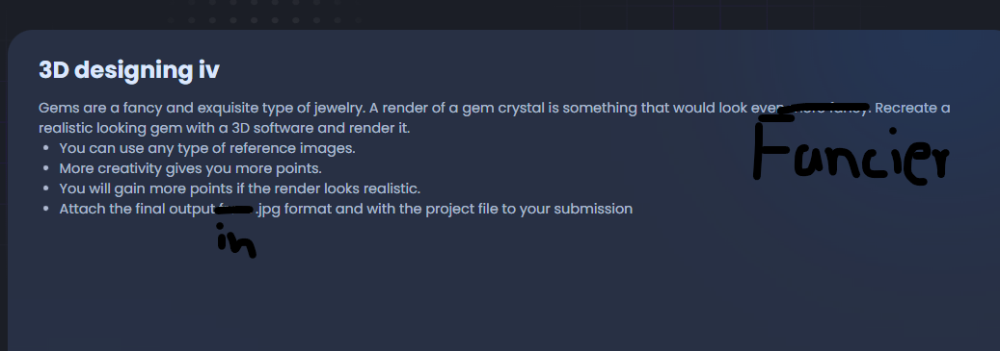 3D designing iv
Gems are a fancy and exquisite type of jewelry. A render of a gem crystal is something that would look even more fancy. Recreate a
Fancier
realistic looking gem with a 3D software and render it.
You can use any type of reference images.
More creativity gives you more points.
You will gain more points if the render looks realistic.
Attach the final output .jpg format and with the project file to your submission
in